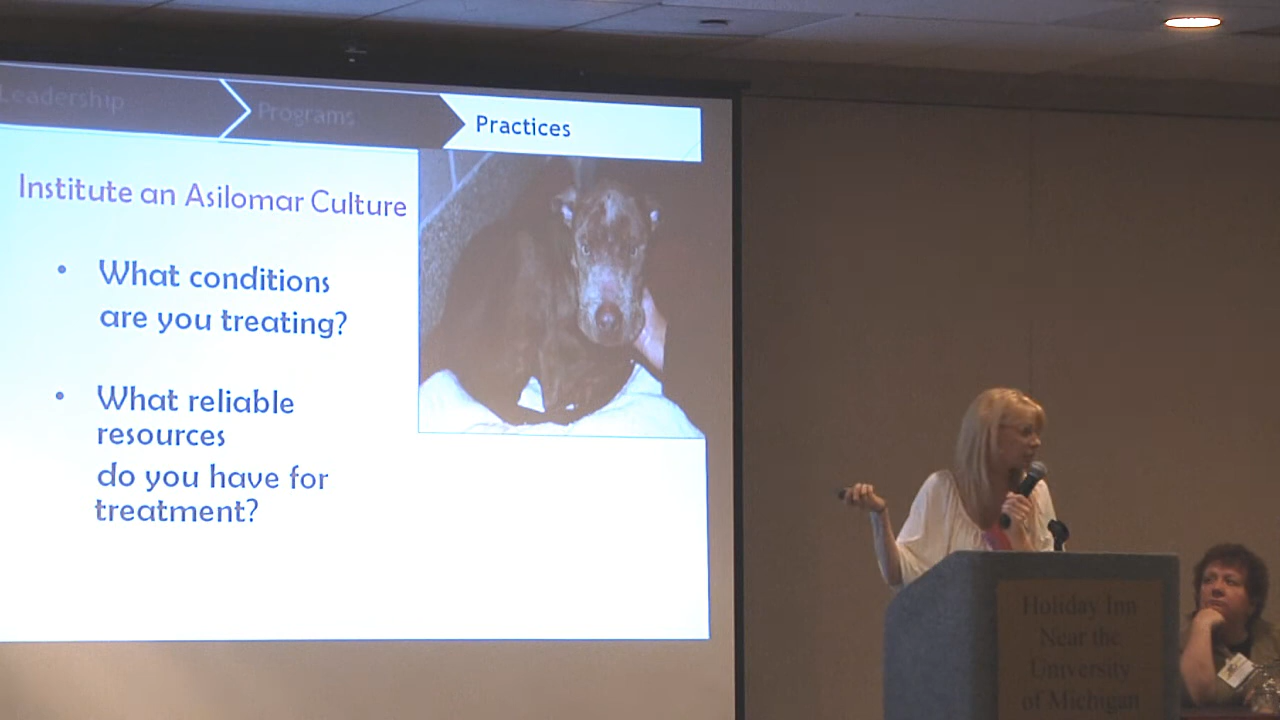 Leadership
Programs
Practices
Institute an Asilomar Culture
• What conditions
are you treating?
• What reliable
resources
do you have for
treatment?
Holiday Inn
Near the
University
of Michigan